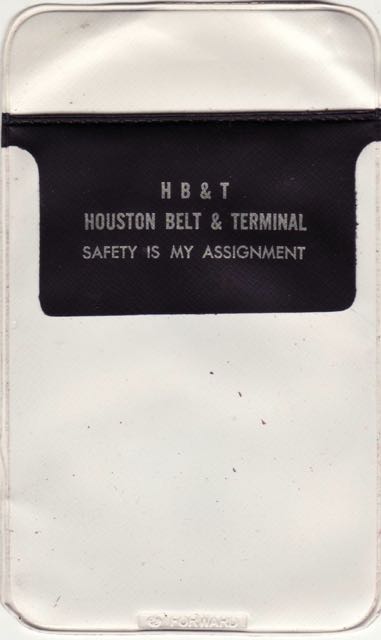 H B & T
HOUSTON BELT & TERMINAL
SAFETY IS MY ASSIGNMENT
FORWARD